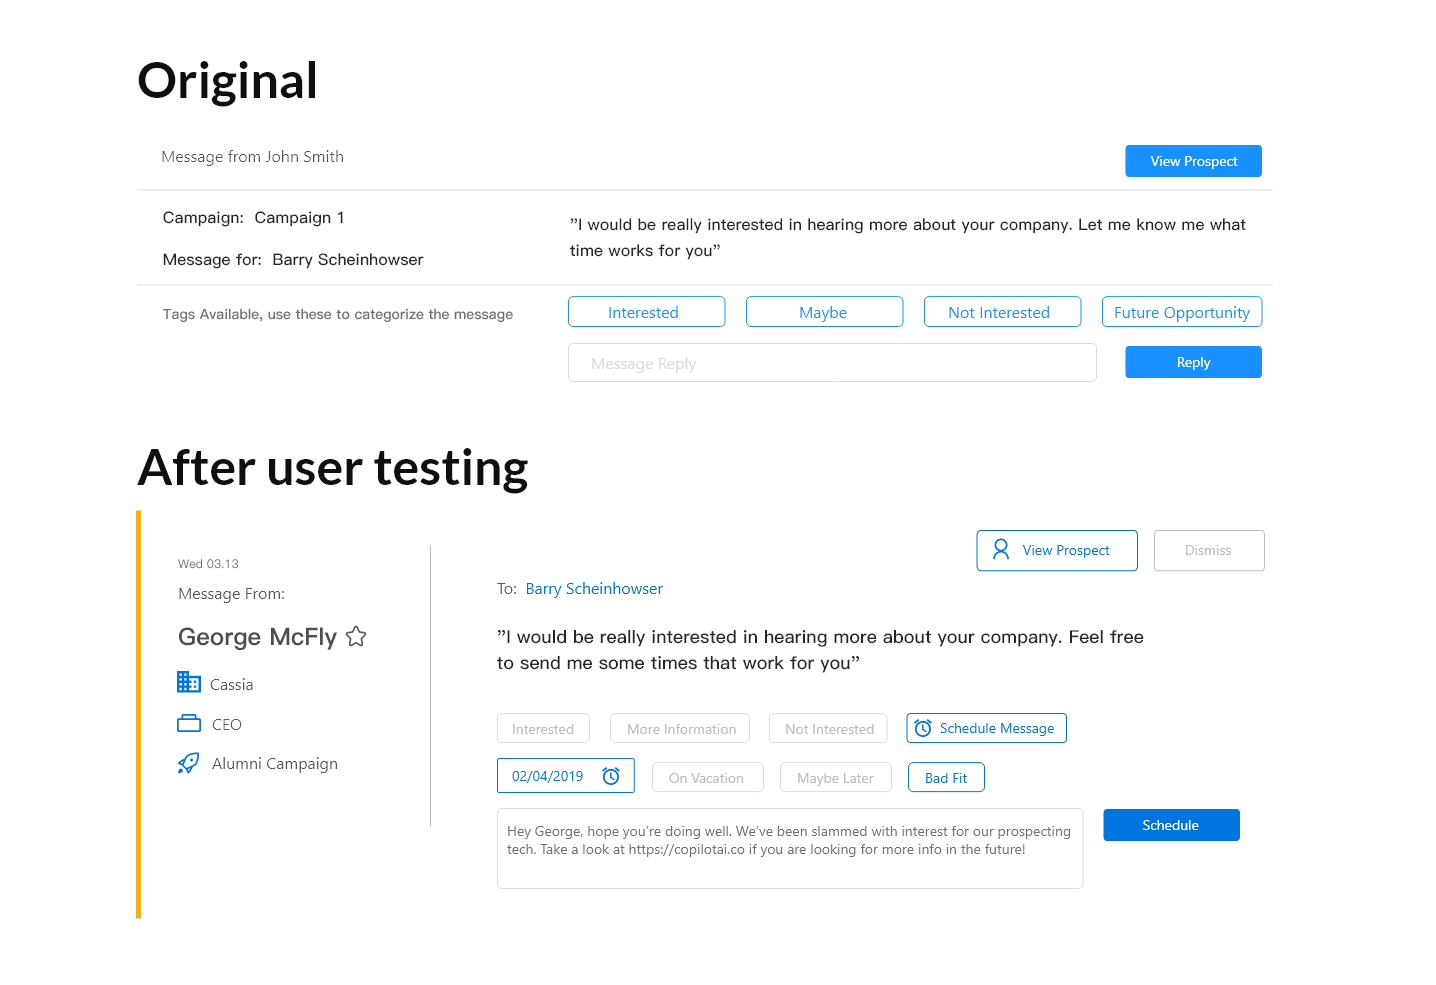 Original
Message from John Smith
View Prospect
Campaign: Campaign 1
Message for: Barry Scheinhowser
"I would be really interested in hearing more about your company. Let me know me what
time works for you"
Tags Available, use these to categorize the message
Interested
Maybe
Not Interested
Future Opportunity
Message Reply
Reply
After user testing
Wed 03.13
Message From:
George McFly
Cassia
CEO
Alumni Campaign
View Prospect
Dismiss
To: Barry Scheinhowser
"I would be really interested in hearing more about your company. Feel free
to send me some times that work for you"
Interested
More Information
Not Interested
Schedule Message
02/04/2019
On Vacation
Maybe Later
Bad Fit
Hey George, hope you're doing well. We've been slammed with interest for our prospecting
tech. Take a look at https://copilotai.co if you are looking for more info in the future!
Schedule